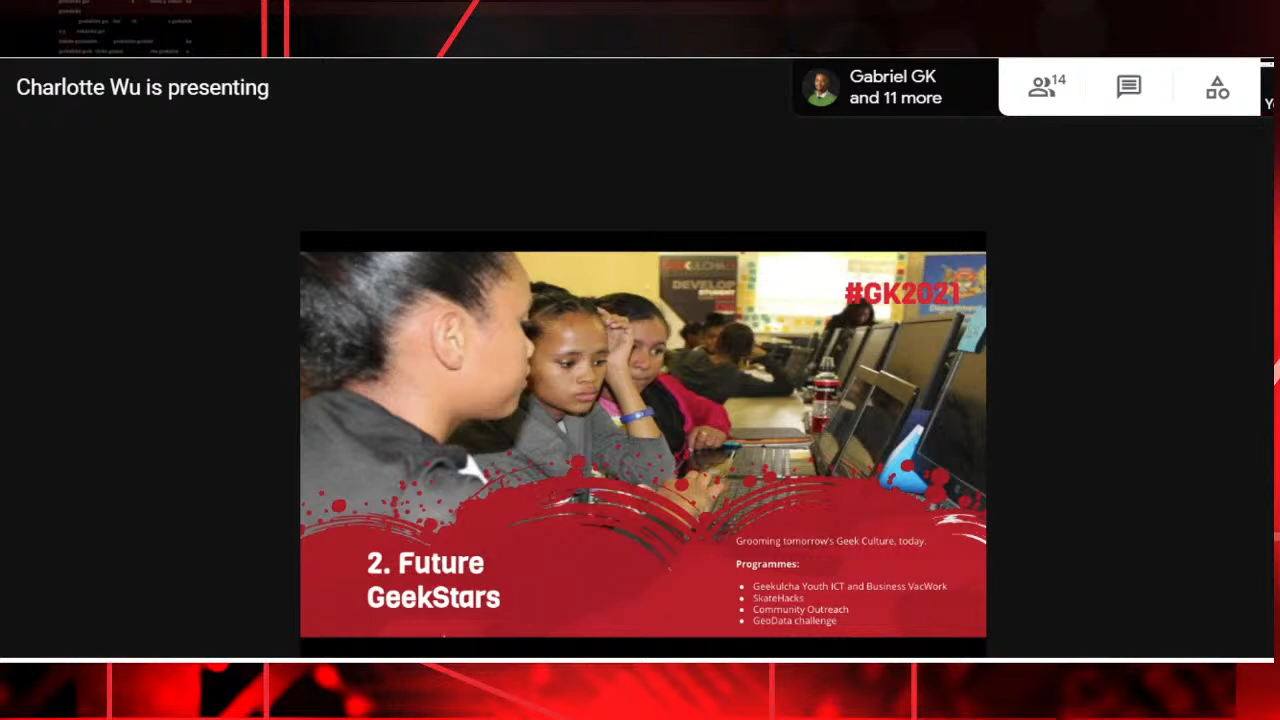 Charlotte Wu is presenting
Gabriel GK
and 11 more
14
#GK2021
DEVELOP
STUDENT
2. Future
GeekStars
Grooming tomorrow's Geek Culture, today.
Programmes:
• Geekulcha Youth ICT and Business VacWork
• SkateHacks
• Community Outreach
• GeoData challenge